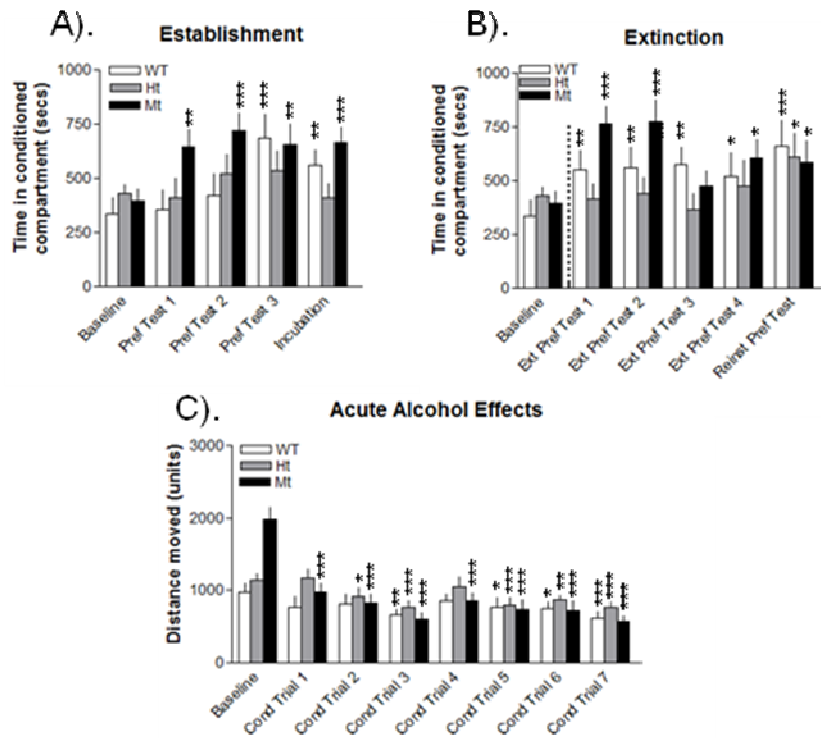 A).
Establishment
Time in conditioned
compartment (secs)
1000
750
500
250
0
WT
Ht
Mt
**
***
***
**
**
***
Baseline
Pref Test 1
Pref Test 2
Pref Test 3
Incubation
B).
Extinction
Time in conditioned
compartment (secs)
1000
750
500
250
0
WT
Ht
Mt
**
***
**
***
**
*
*
***
*
*
Baseline
Ext Pref Test 1
Ext Pref Test 2
Ext Pref Test 3
Ext Pref Test 4
Reinst Pref Test
C).
Acute Alcohol Effects
Distance moved (units)
3000
2000
1000
0
WT
Ht
Mt
***
*
***
**
***
***
***
*
***
***
*
**
***
***
***
***
Baseline
Cond Trial 1
Cond Trial 2
Cond Trial 3
Cond Trial 4
Cond Trial 5
Cond Trial 6
Cond Trial 7